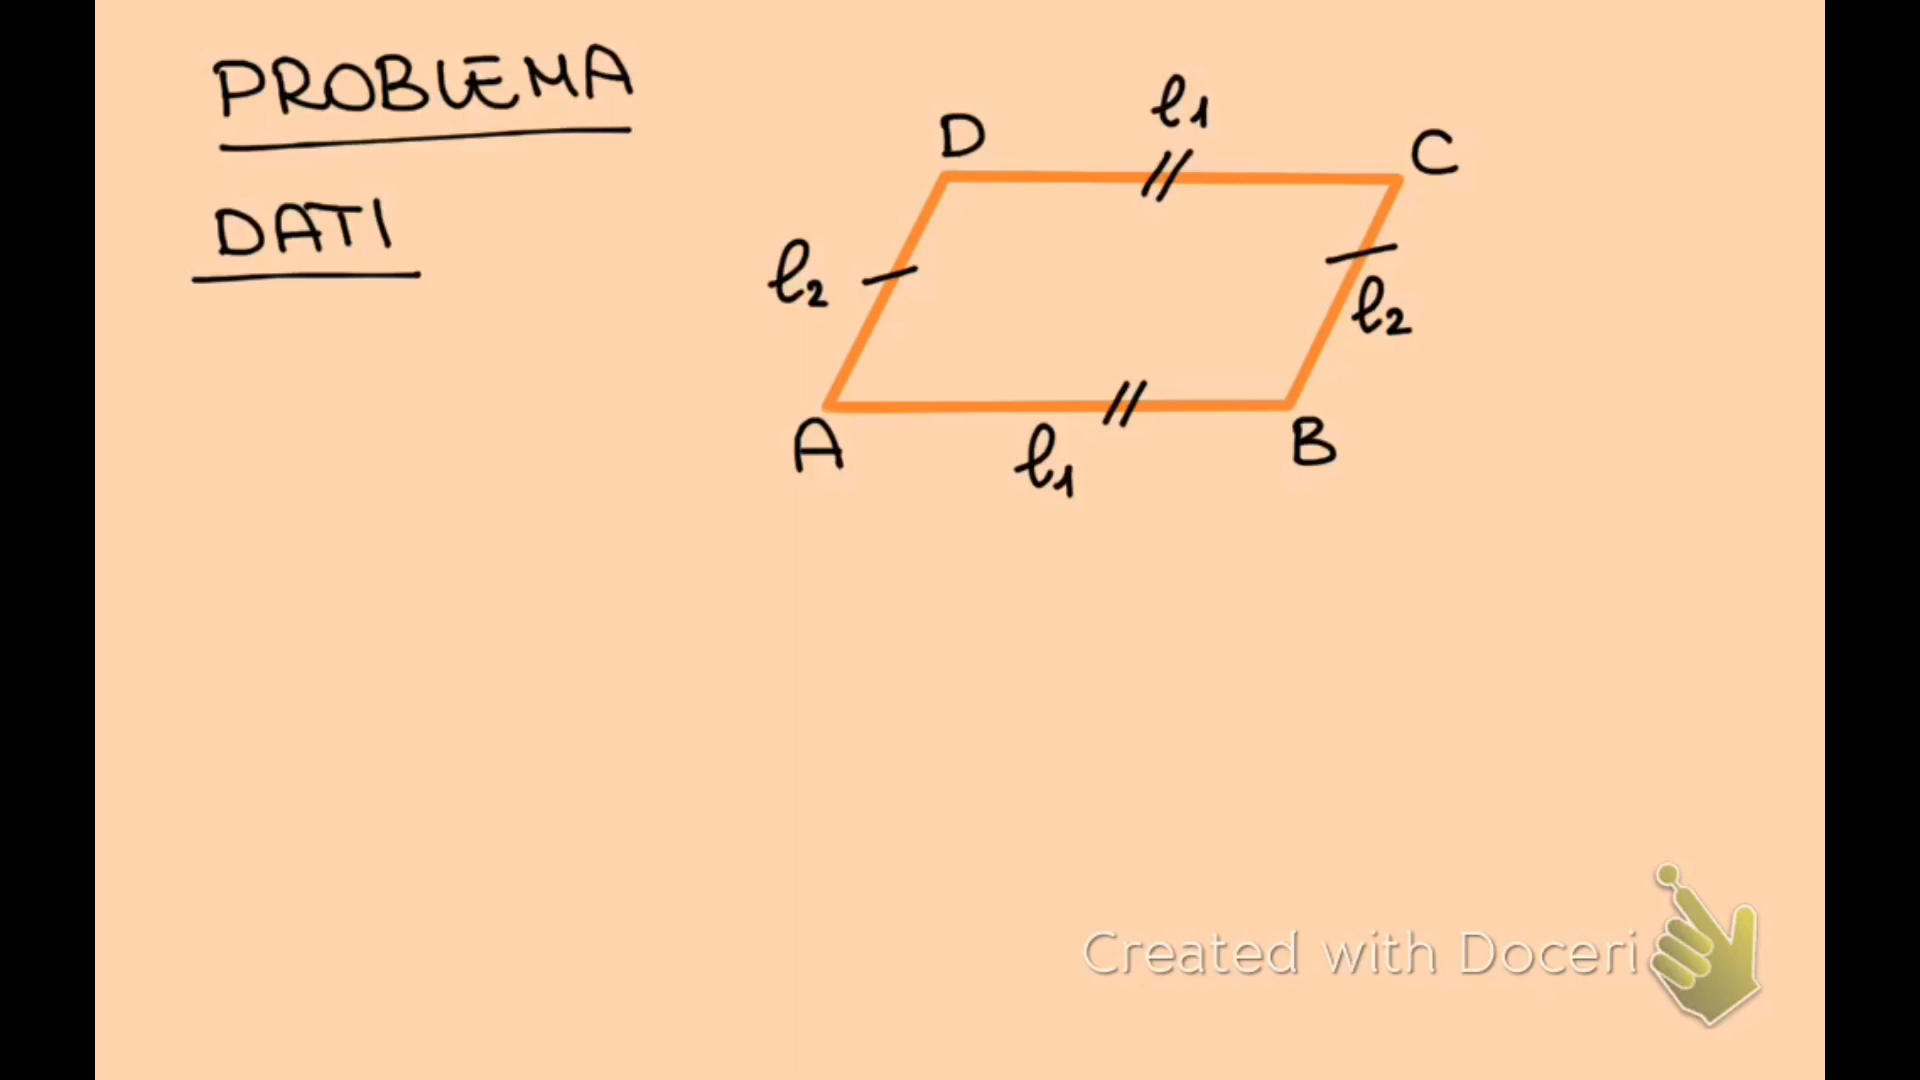 PROBLEMA
DATI
ℓ1
D
C
ℓ2
ℓ2
A
ℓ1
B
Created with Doceri